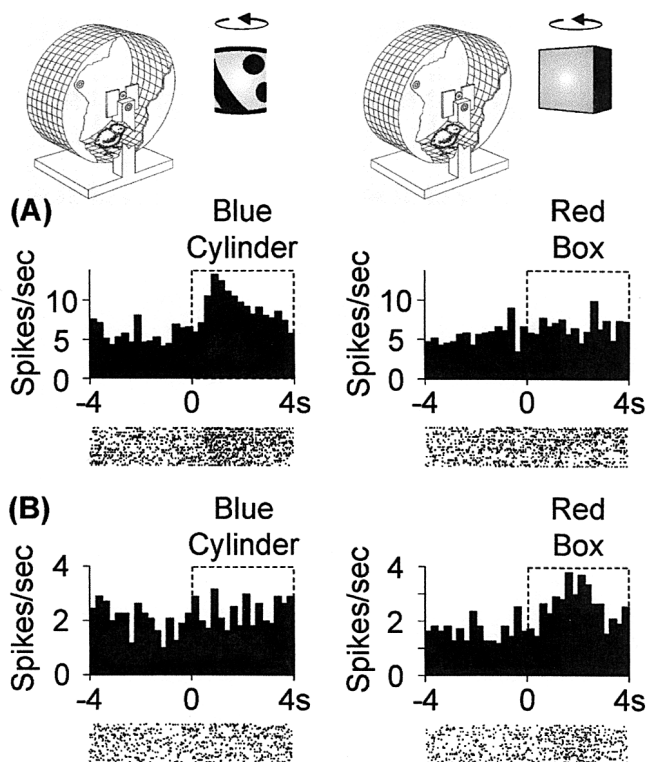 (A)
Blue
Cylinder
Red
Box
Spikes/sec
10
5
0
-4
0
4s
Spikes/sec
10
5
0
-4
0
4s
(B)
Blue
Cylinder
Red
Box
Spikes/sec
4
2
0
-4
0
4s
Spikes/sec
4
2
0
-4
0
4s